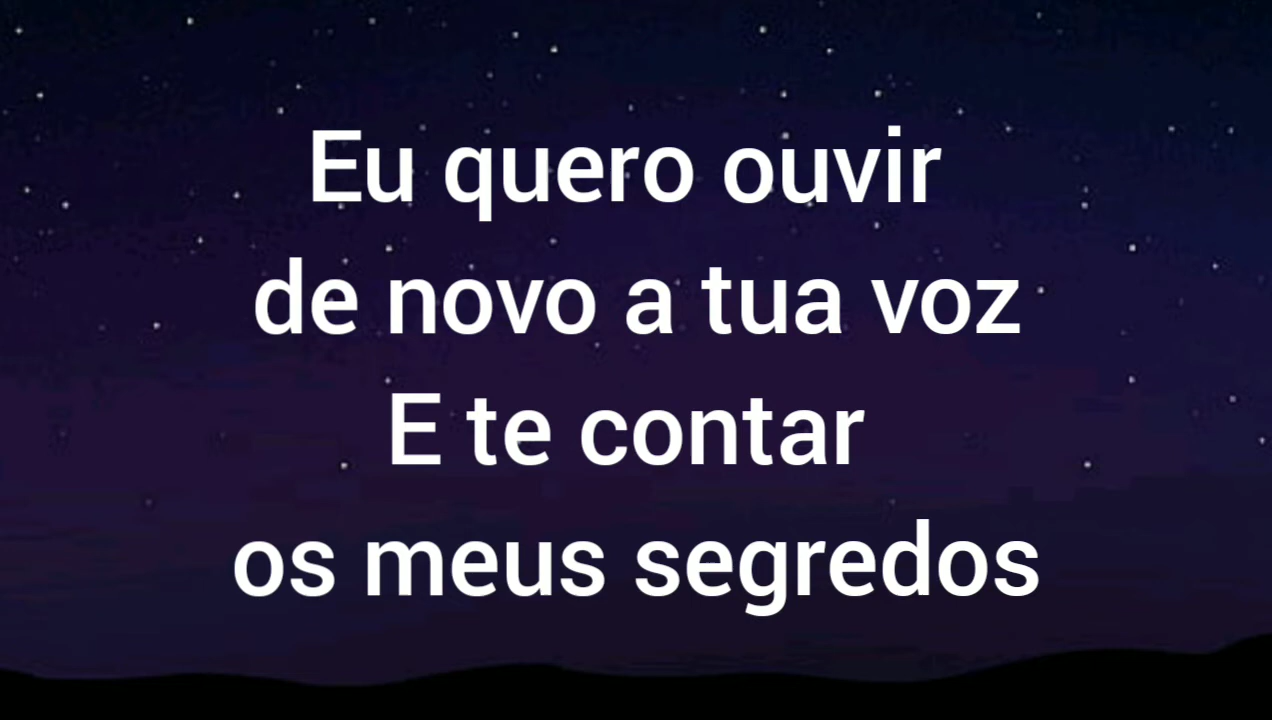 Eu quero ouvir
de novo a tua voz
E te contar
os meus segredos